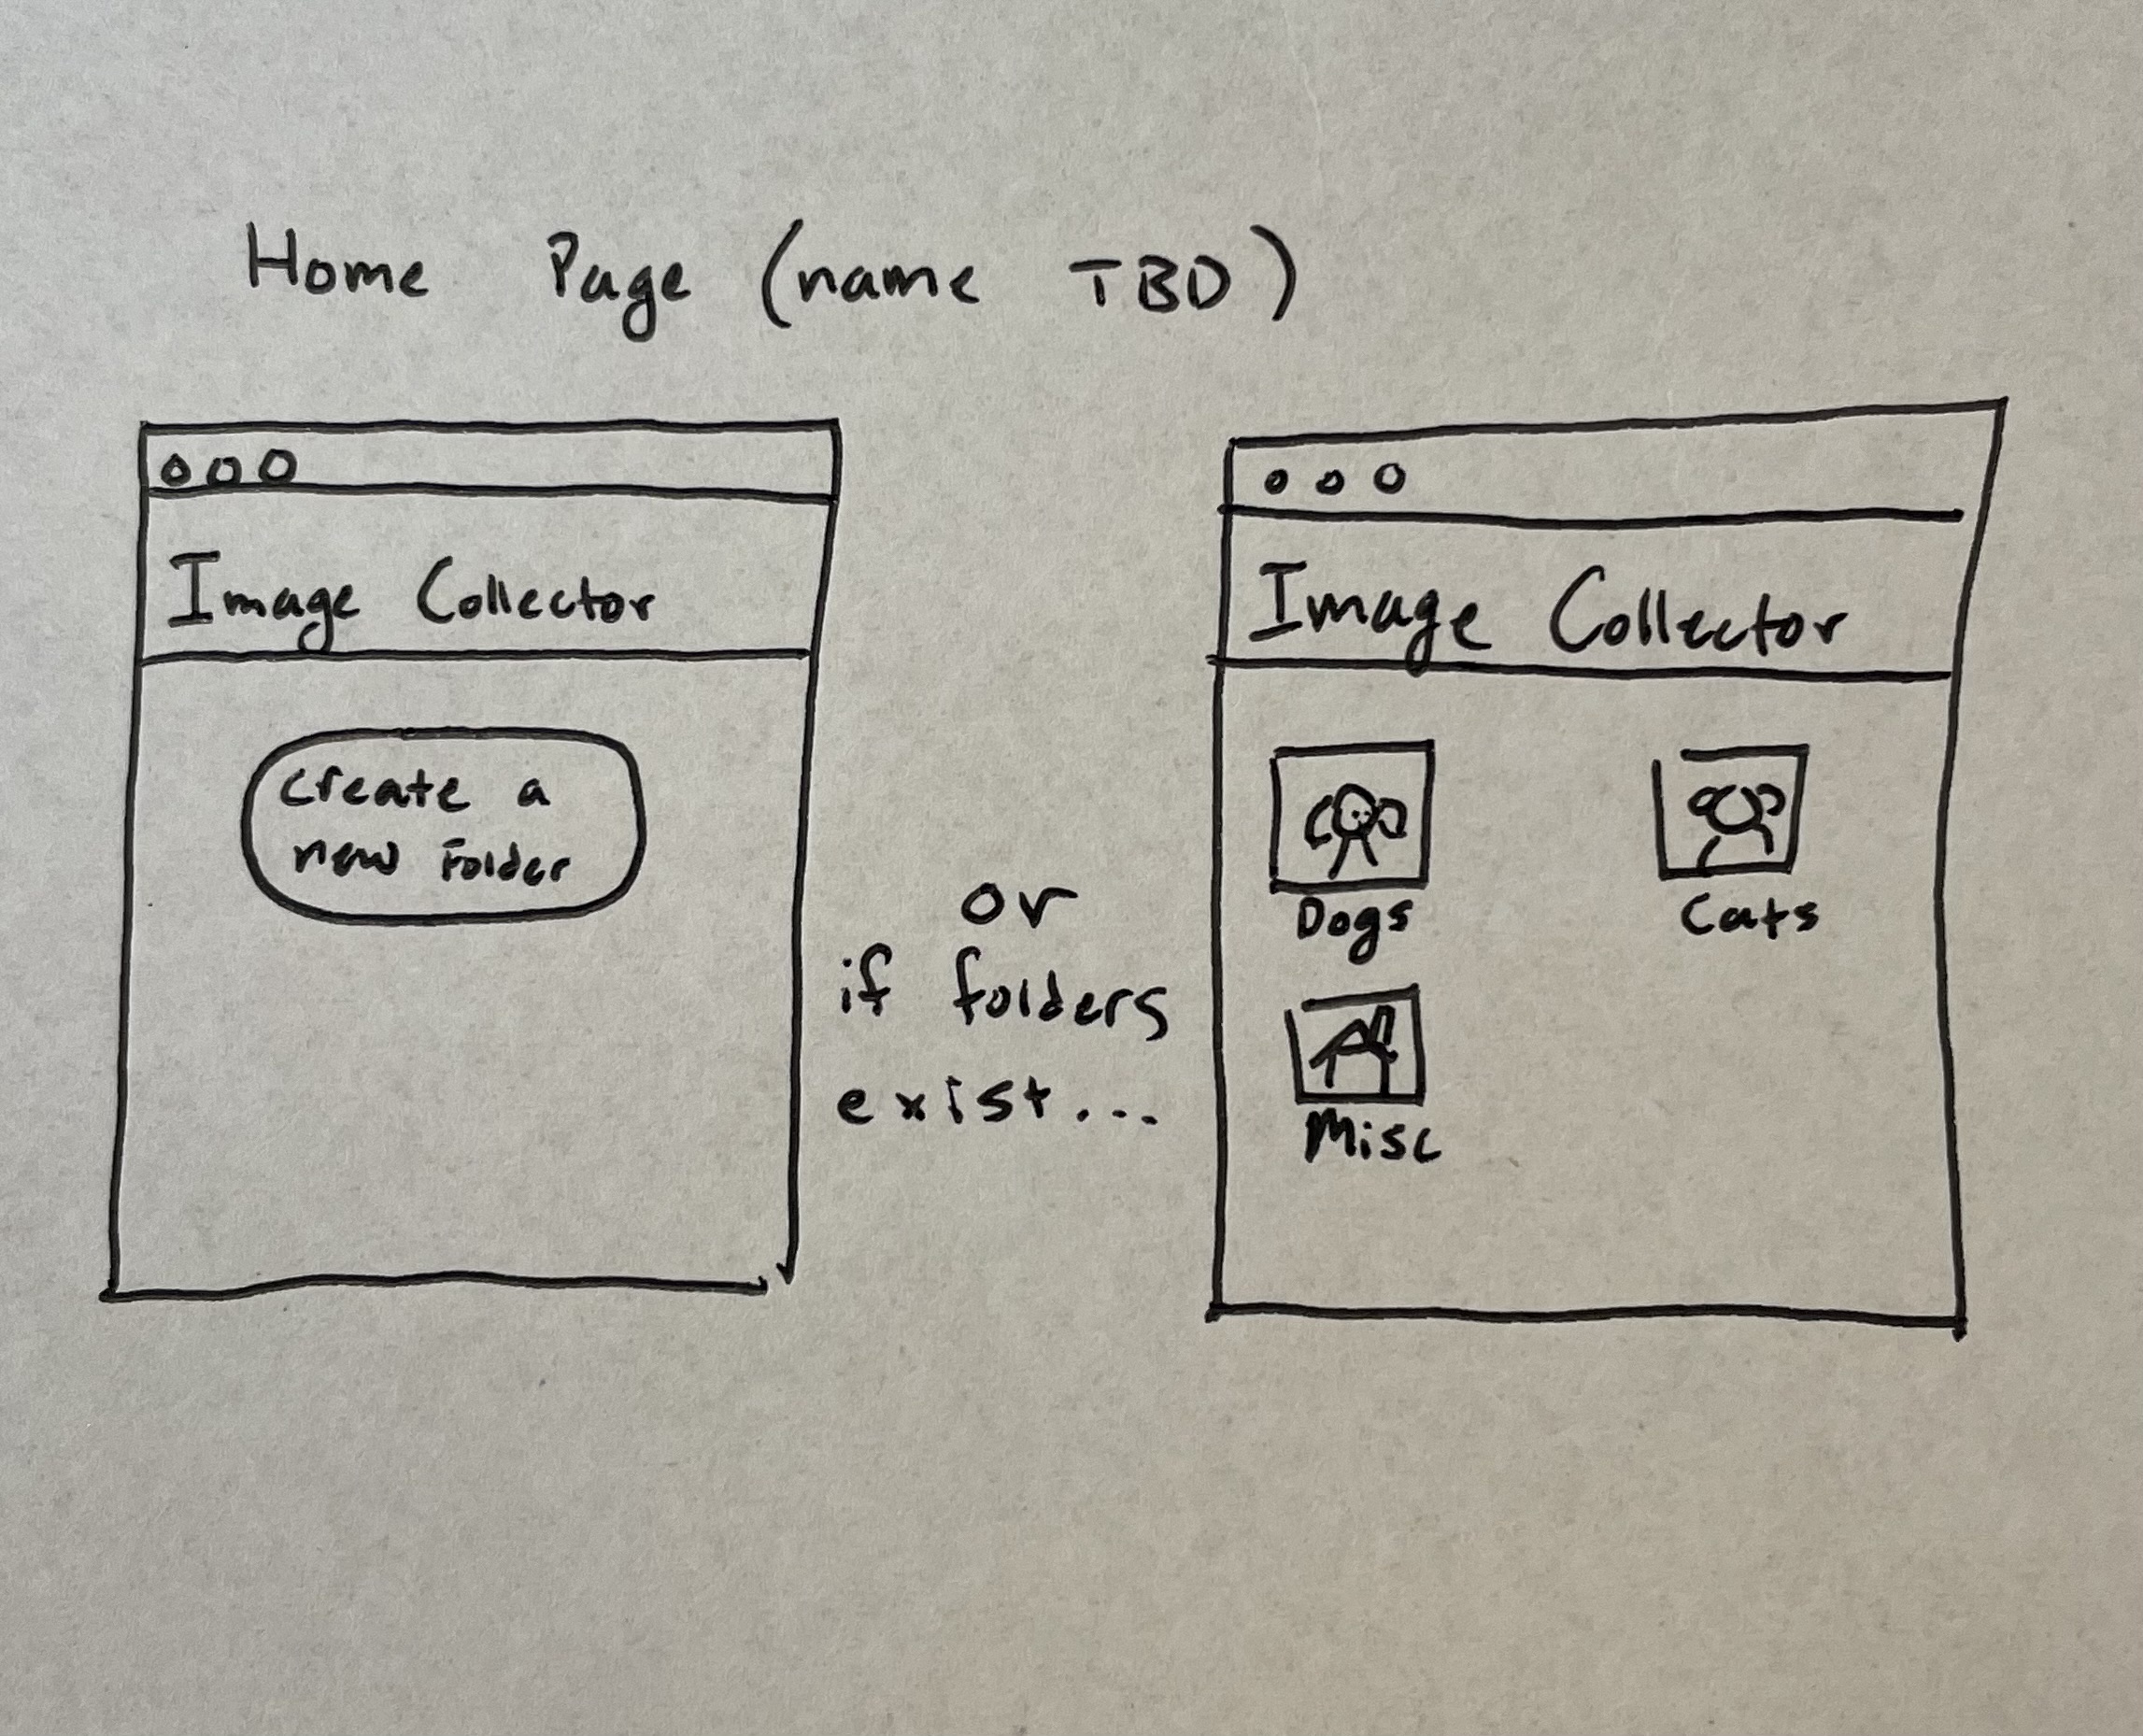 Home Page (name TBD)
Image Collector
create a
new Folder
or
if folders
exist...
Image Collector
Dogs
Cats
Misc